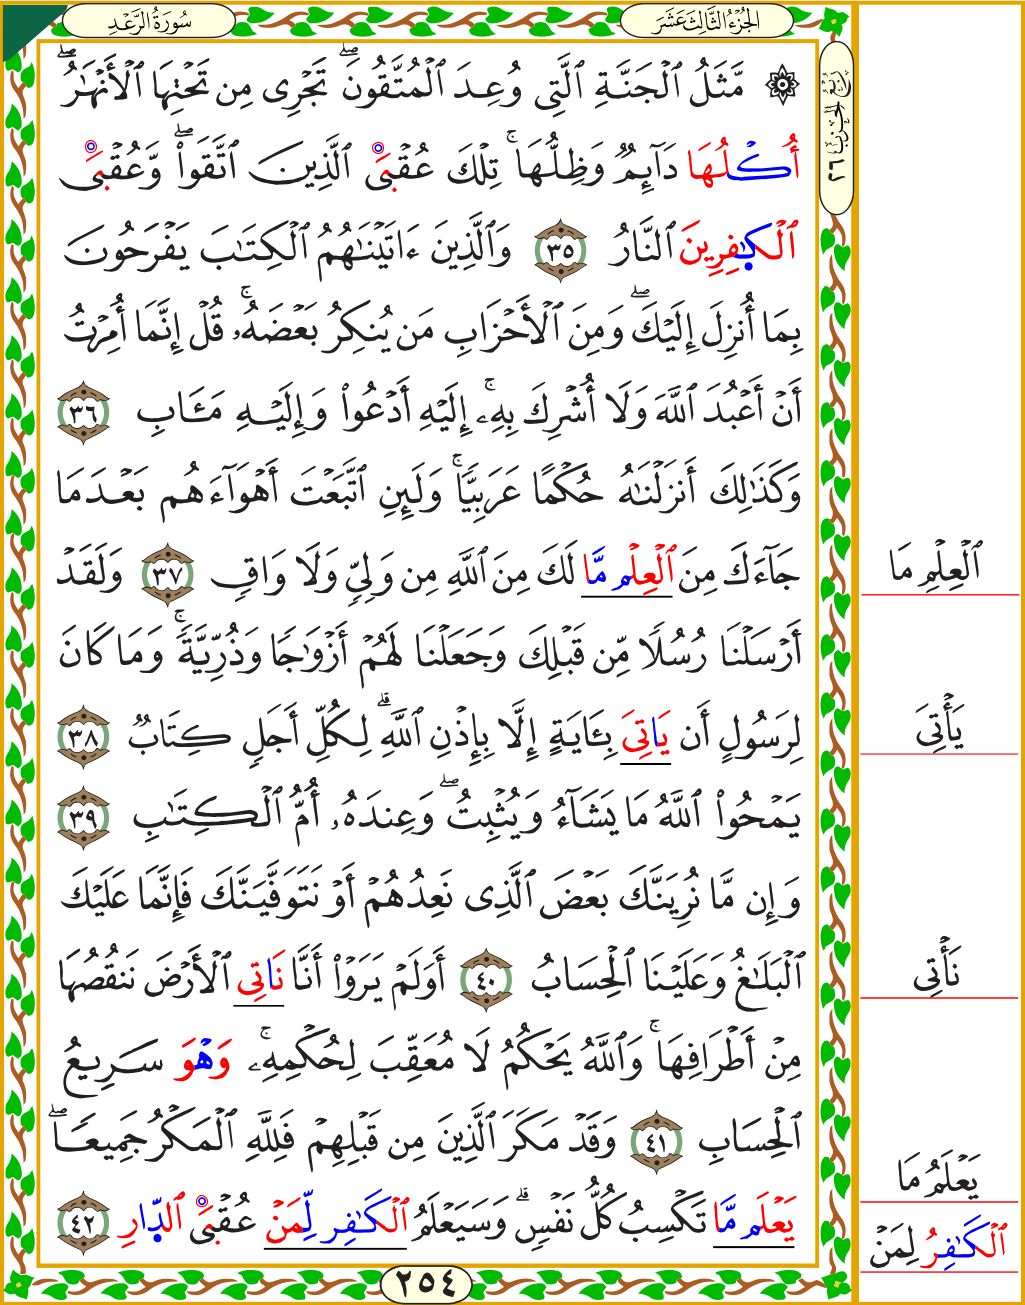 سُورَةُ الرَّعْدِ
الجُزْءُ الثَّالِثَ عَشَرَ
رُبْعُ الحِزْبِ ٢٦
۞ مَّثَلُ ٱلْجَنَّةِ ٱلَّتِى وُعِدَ ٱلْمُتَّقُونَۖ تَجْرِى مِن تَحْتِهَا ٱلْأَنْهَٰرُۖ
أُكُلُهَا دَآئِمٌ وَظِلُّهَاۚ تِلْكَ عُقْبَى ٱلَّذِينَ ٱتَّقَوا۟ۖ وَّعُقْبَى
ٱلْكَٰفِرِينَ ٱلنَّارُ ٣٥ وَٱلَّذِينَ ءَاتَيْنَٰهُمُ ٱلْكِتَٰبَ يَفْرَحُونَ
بِمَا أُنزِلَ إِلَيْكَۖ وَمِنَ ٱلْأَحْزَابِ مَن يُنكِرُ بَعْضَهُۥۚ قُلْ إِنَّمَا أُمِرْتُ
أَنْ أَعْبُدَ ٱللَّهَ وَلَا أُشْرِكَ بِهِۦۚ إِلَيْهِ أَدْعُوا۟ وَإِلَيْهِ مَـَٔابِ ٣٦
وَكَذَٰلِكَ أَنزَلْنَٰهُ حُكْمًا عَرَبِيًّاۚ وَلَئِنِ ٱتَّبَعْتَ أَهْوَآءَهُم بَعْدَمَا
جَآءَكَ مِنَ ٱلْعِلْم مَّا لَكَ مِنَ ٱللَّهِ مِن وَلِيٍّ وَلَا وَاقٍ ٣٧ وَلَقَدْ
أَرْسَلْنَا رُسُلًا مِّن قَبْلِكَ وَجَعَلْنَا لَهُمْ أَزْوَٰجًا وَذُرِّيَّةًۚ وَمَا كَانَ
لِرَسُولٍ أَن يَاتِىَ بِـَٔايَةٍ إِلَّا بِإِذْنِ ٱللَّهِۗ لِكُلِّ أَجَلٍ كِتَابٌ ٣٨
يَمْحُوا۟ ٱللَّهُ مَا يَشَآءُ وَيُثْبِتُۖ وَعِندَهُۥ أُمُّ ٱلْكِتَٰبِ ٣٩
وَإِن مَّا نُرِيَنَّكَ بَعْضَ ٱلَّذِى نَعِدُهُمْ أَوْ نَتَوَفَّيَنَّكَ فَإِنَّمَا عَلَيْكَ
ٱلْبَلَٰغُ وَعَلَيْنَا ٱلْحِسَابُ ٤٠ أَوَلَمْ يَرَوْا۟ أَنَّا نَاتِى ٱلْأَرْضَ نَنقُصُهَا
مِنْ أَطْرَافِهَاۚ وَٱللَّهُ يَحْكُمُ لَا مُعَقِّبَ لِحُكْمِهِۦۚ وَهْوَ سَرِيعُ
ٱلْحِسَابِ ٤١ وَقَدْ مَكَرَ ٱلَّذِينَ مِن قَبْلِهِمْ فَلِلَّهِ ٱلْمَكْرُ جَمِيعًاۖ
يَعْلَم مَّا تَكْسِبُ كُلُّ نَفْسٍۗ وَسَيَعْلَمُ ٱلْكَٰفِر لِّمَنْ عُقْبَى ٱلدِّارِ ٤٢
ٱلْعِلْمِ مَا
يَأْتِىَ
نَأْتِى
يَعْلَمُ مَا
ٱلْكَٰفِرُ لِمَنْ
٢٥٤